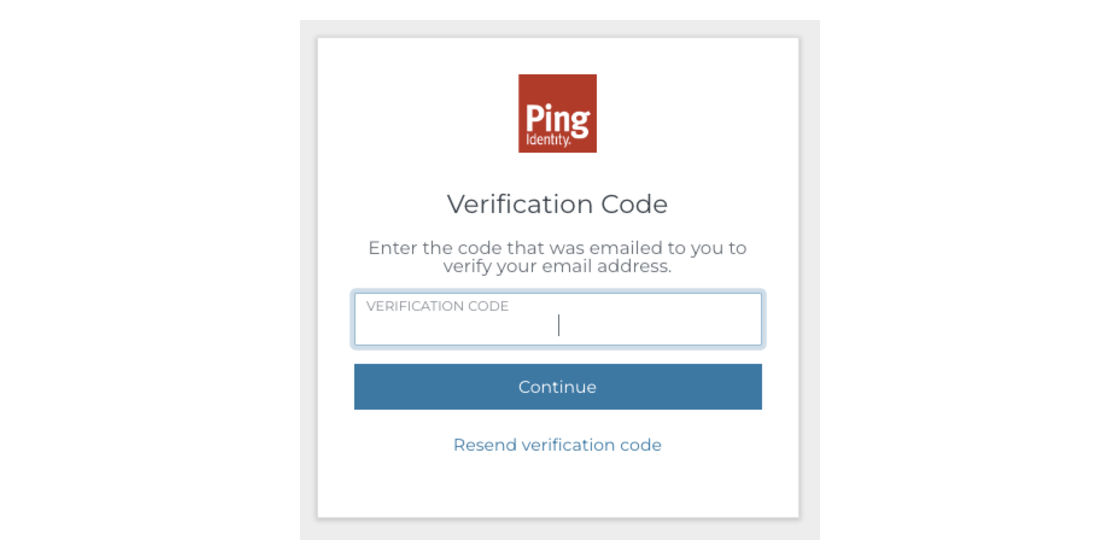 Ping
Identity.
Verification Code
Enter the code that was emailed to you to
verify your email address.
VERIFICATION CODE
Continue
Resend verification code